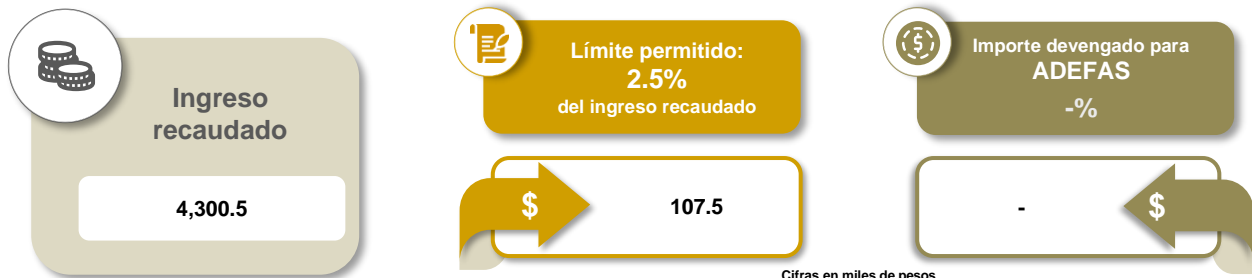 Ingreso
recaudado
4,300.5
Límite permitido:
2.5%
del ingreso recaudado
$
107.5
Importe devengado para
ADEFAS
-%
-
$
Cifras en miles de pesos